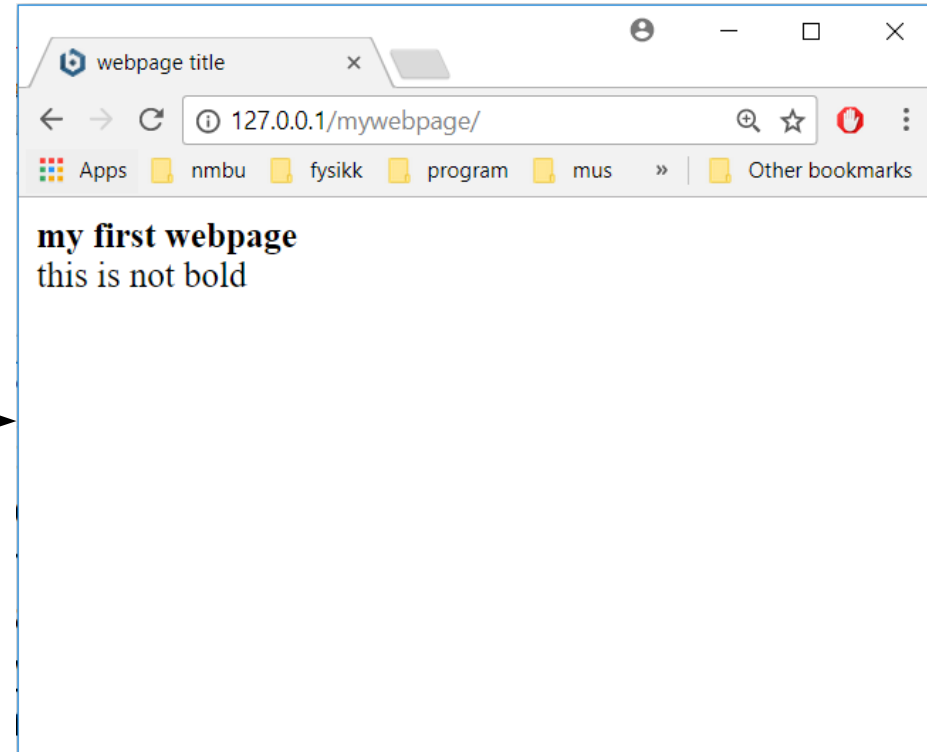 webpage title
127.0.0.1/mywebpage/
Apps nmbu fysikk program mus » Other bookmarks
my first webpage
this is not bold